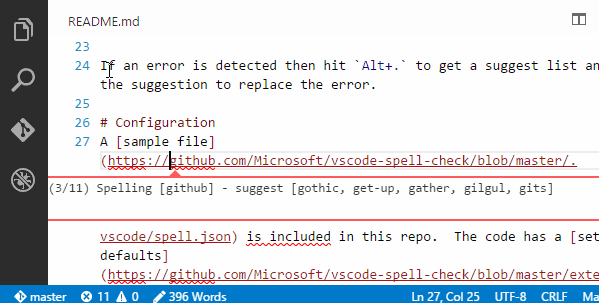 README.md
23
24 If an error is detected then hit `Alt+.` to get a suggest list an
the suggestion to replace the error.
25
26 # Configuration
27 A [sample file]
(https://github.com/Microsoft/vscode-spell-check/blob/master/.
(3/11) Spelling [github] - suggest [gothic, get-up, gather, gilgul, gits]
vscode/spell.json) is included in this repo.  The code has a [set
defaults]
(https://github.com/Microsoft/vscode-spell-check/blob/master/exte
master 11 0 396 Words Ln 27, Col 25 UTF-8 CRLF Ma